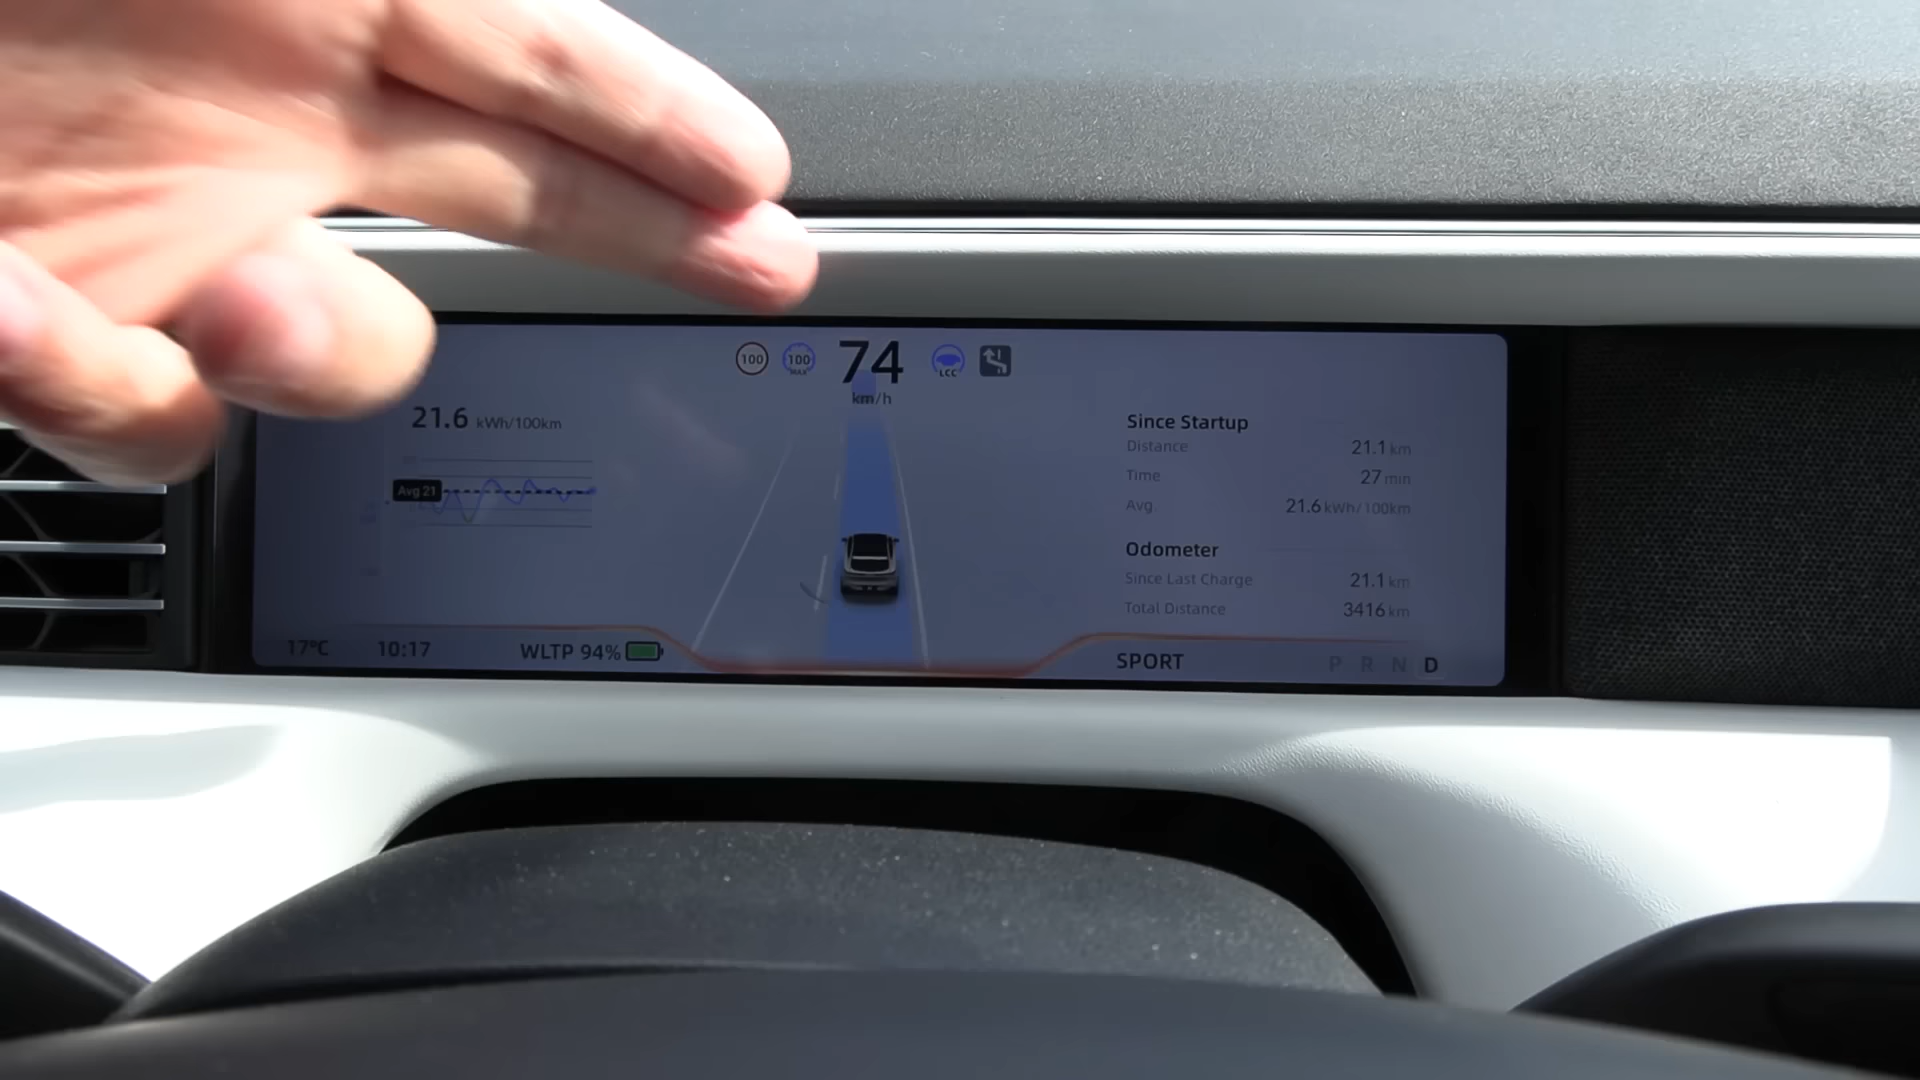 100
100
MAX
74
km/h
LCC
21.6 kWh/100km
Avg 21
Since Startup
Distance 21.1 km
Time 27 min
Avg. 21.6 kWh/100km
Odometer
Since Last Charge 21.1 km
Total Distance 3416 km
17°C 10:17 WLTP 94%
SPORT P R N D